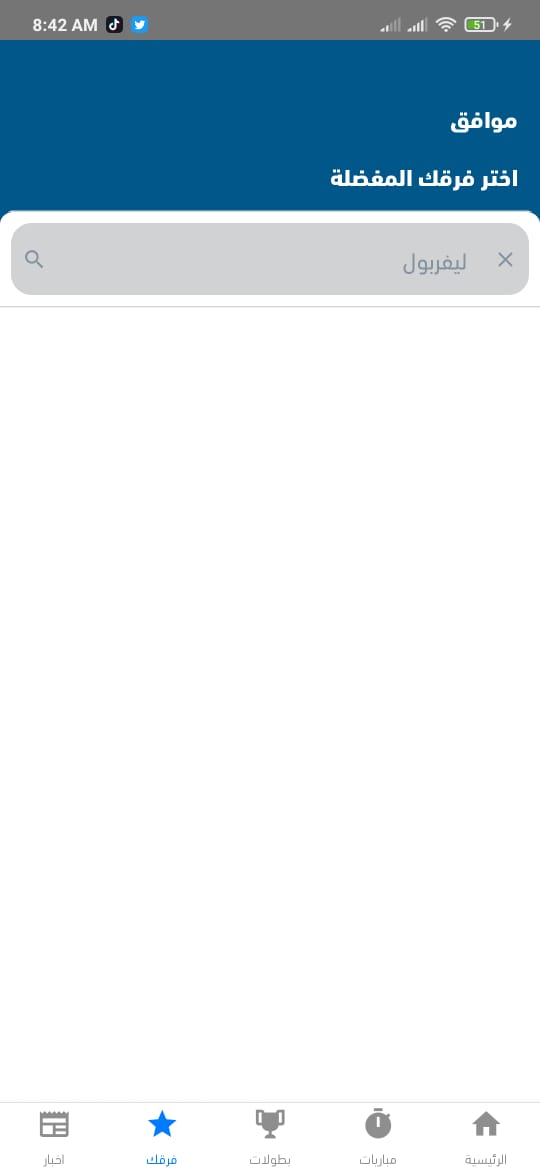 8:42 AM
51
موافق
اختر فرقك المفضلة
ليفربول
الرئيسية
مباريات
بطولات
فرقك
اخبار